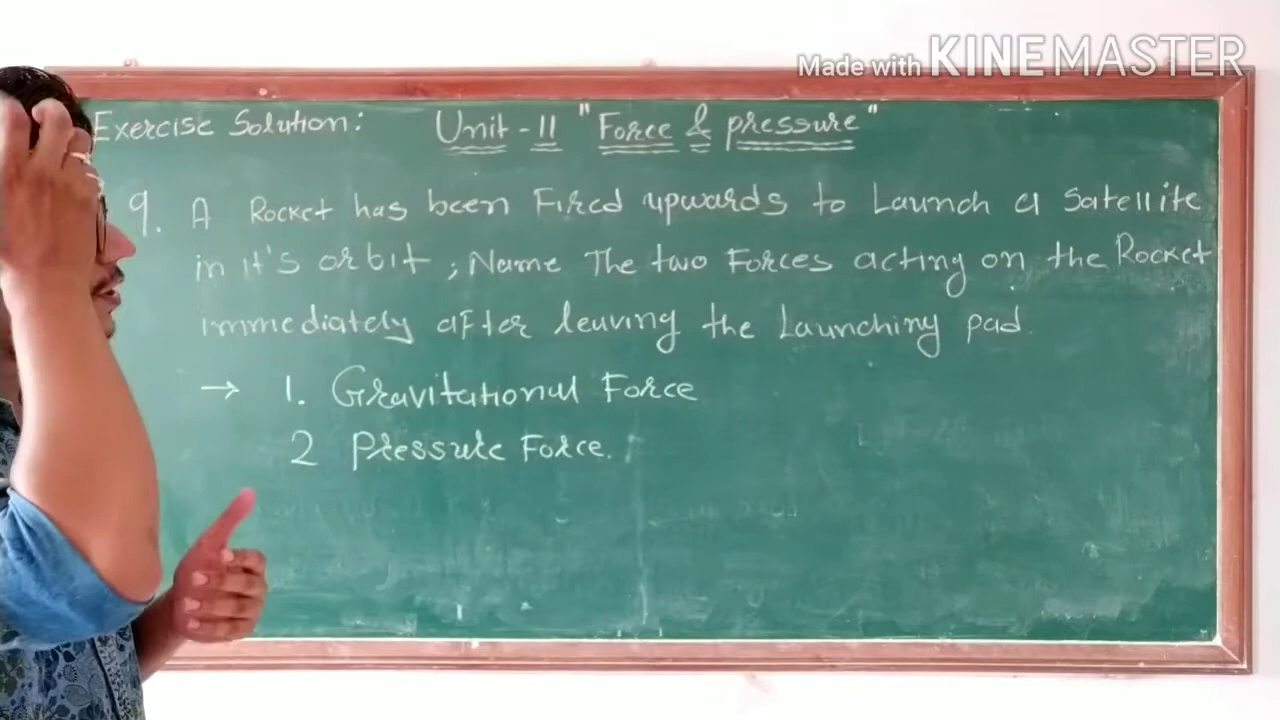 Made with KINEMASTER
Exercise Solution: Unit - II "Force & pressure"
9. A Rocket has been Fired upwards to Launch a Satellite
in it's orbit ; Name The two Forces acting on the Rocket
immediately after leaving the Launching pad.
→ 1. Gravitational Force
2 Pressure Force.